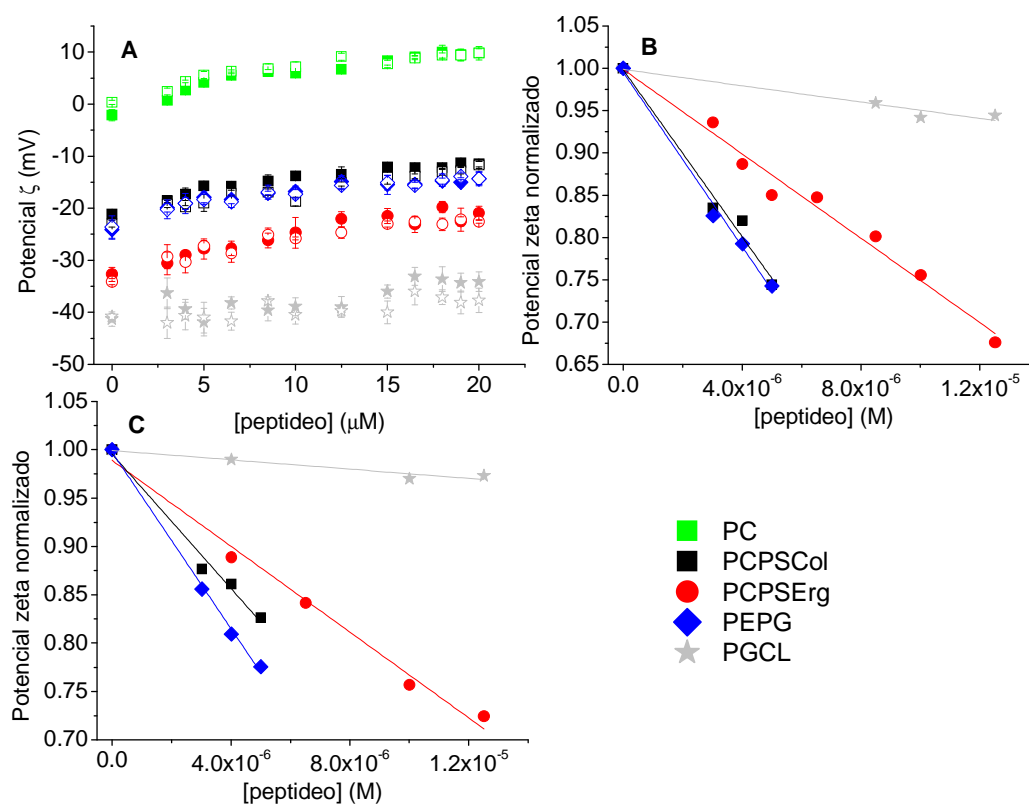 A
Potencial ζ (mV)
10
0
-10
-20
-30
-40
-50
0
5
10
15
20
[peptideo] (μM)
B
Potencial zeta normalizado
1.00
0.95
0.90
0.85
0.80
0.75
0.70
0.65
0.0
4.0x10⁻⁶
8.0x10⁻⁶
1.2x10⁻⁵
[peptideo] (M)
C
Potencial zeta normalizado
1.05
1.00
0.95
0.90
0.85
0.80
0.75
0.70
0.0
4.0x10⁻⁶
8.0x10⁻⁶
1.2x10⁻⁵
[peptideo] (M)
PC
PCPSCol
PCPSErg
PEPG
PGCL